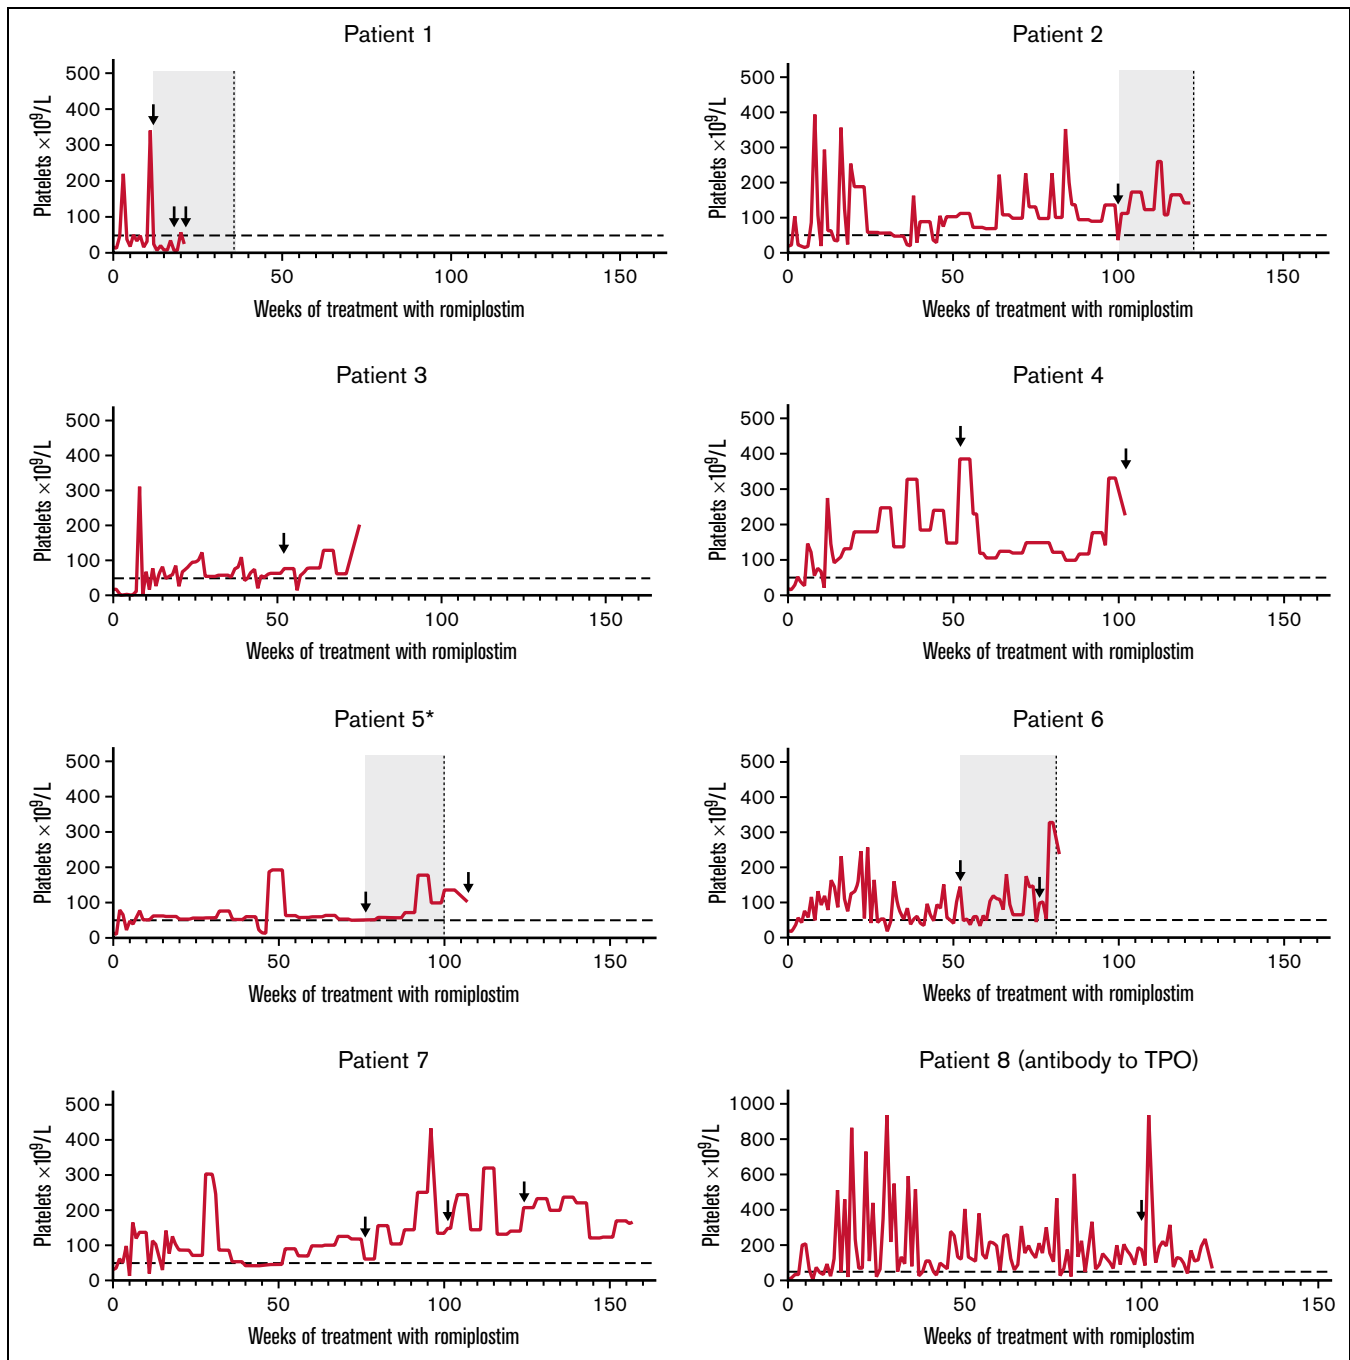 Patient 1
Platelets ×10⁹/L
500
400
300
200
100
0
0 50 100 150
Weeks of treatment with romiplostim
Patient 2
Platelets ×10⁹/L
500
400
300
200
100
0
0 50 100 150
Weeks of treatment with romiplostim
Patient 3
Platelets ×10⁹/L
500
400
300
200
100
0
0 50 100 150
Weeks of treatment with romiplostim
Patient 4
Platelets ×10⁹/L
500
400
300
200
100
0
0 50 100 150
Weeks of treatment with romiplostim
Patient 5*
Platelets ×10⁹/L
500
400
300
200
100
0
0 50 100 150
Weeks of treatment with romiplostim
Patient 6
Platelets ×10⁹/L
500
400
300
200
100
0
0 50 100 150
Weeks of treatment with romiplostim
Patient 7
Platelets ×10⁹/L
500
400
300
200
100
0
0 50 100 150
Weeks of treatment with romiplostim
Patient 8 (antibody to TPO)
Platelets ×10⁹/L
1000
800
600
400
200
0
0 50 100 150
Weeks of treatment with romiplostim